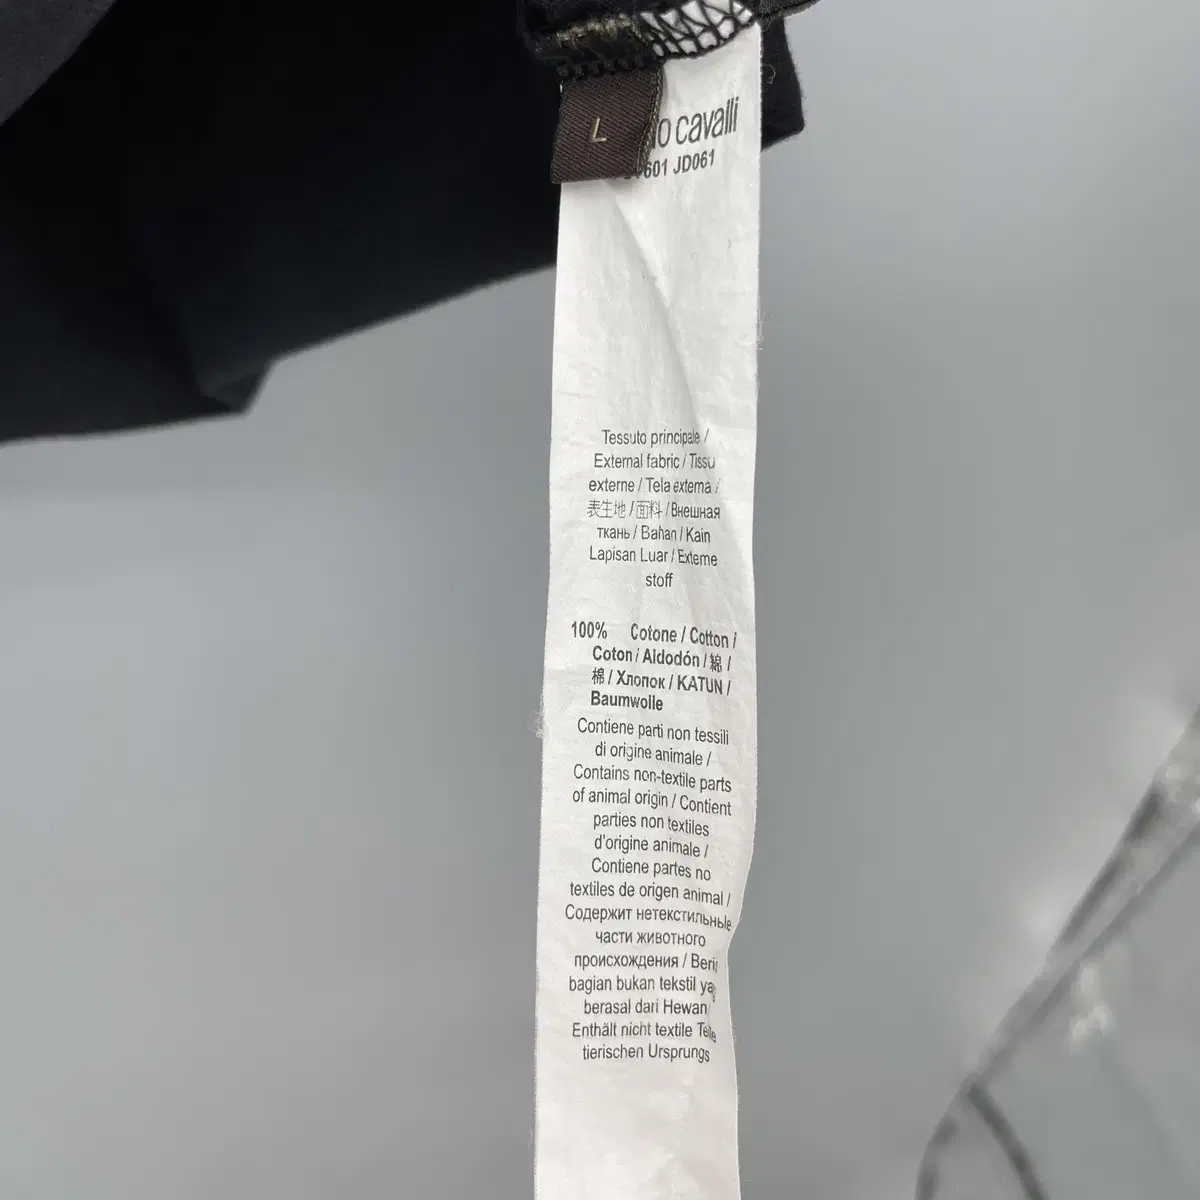 L
cavalli
JD061
Tessuto principale /
External fabric / Tissu
externe / Tela externa /
表生地 / 面料 / Внешная
ткань / Bahan / Kain
Lapisan Luar / Externe
stoff
100% Cotone / Cotton /
Coton / Aldodón / 綿 /
棉 / Хлопок / KATUN /
Baumwolle
Contiene parti non tessili
di origine animale /
Contains non-textile parts
of animal origin / Contient
parties non textiles
d'origine animale /
Contiene partes no
textiles de origen animal /
Содержит нетекстильные
части животного
происхождения / Beri
bagian bukan tekstil
berasal dari Hewan
Enthält nicht textile Teile
tierischen Ursprungs